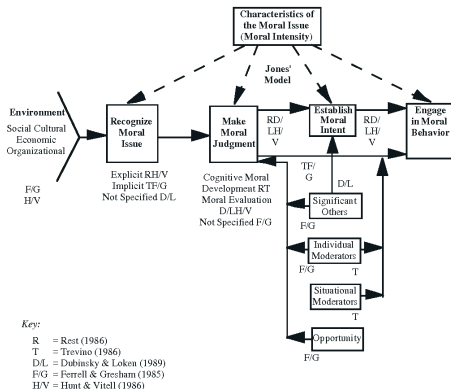 Characteristics of
the Moral Issue
(Moral Intensity)
Jones'
Model
Environment
Social Cultural
Economic
Organizational
F/G
H/V
Recognize
Moral
Issue
Explicit RH/V
Implicit TF/G
Not Specified D/L
Make
Moral
Judgment
Cognitive Moral
Development RT
Moral Evaluation
D/LH/V
Not Specified F/G
RD/
LH/
V
Establish
Moral
Intent
RD/
LH/
V
Engage
in Moral
Behavior
TF/
G
D/L
Significant
Others
F/G
Individual
Moderators
F/G
T
Situational
Moderators
T
Opportunity
F/G
Key:
R = Rest (1986)
T = Trevino (1986)
D/L = Dubinsky & Loken (1989)
F/G = Ferrell & Gresham (1985)
H/V = Hunt & Vitell (1986)